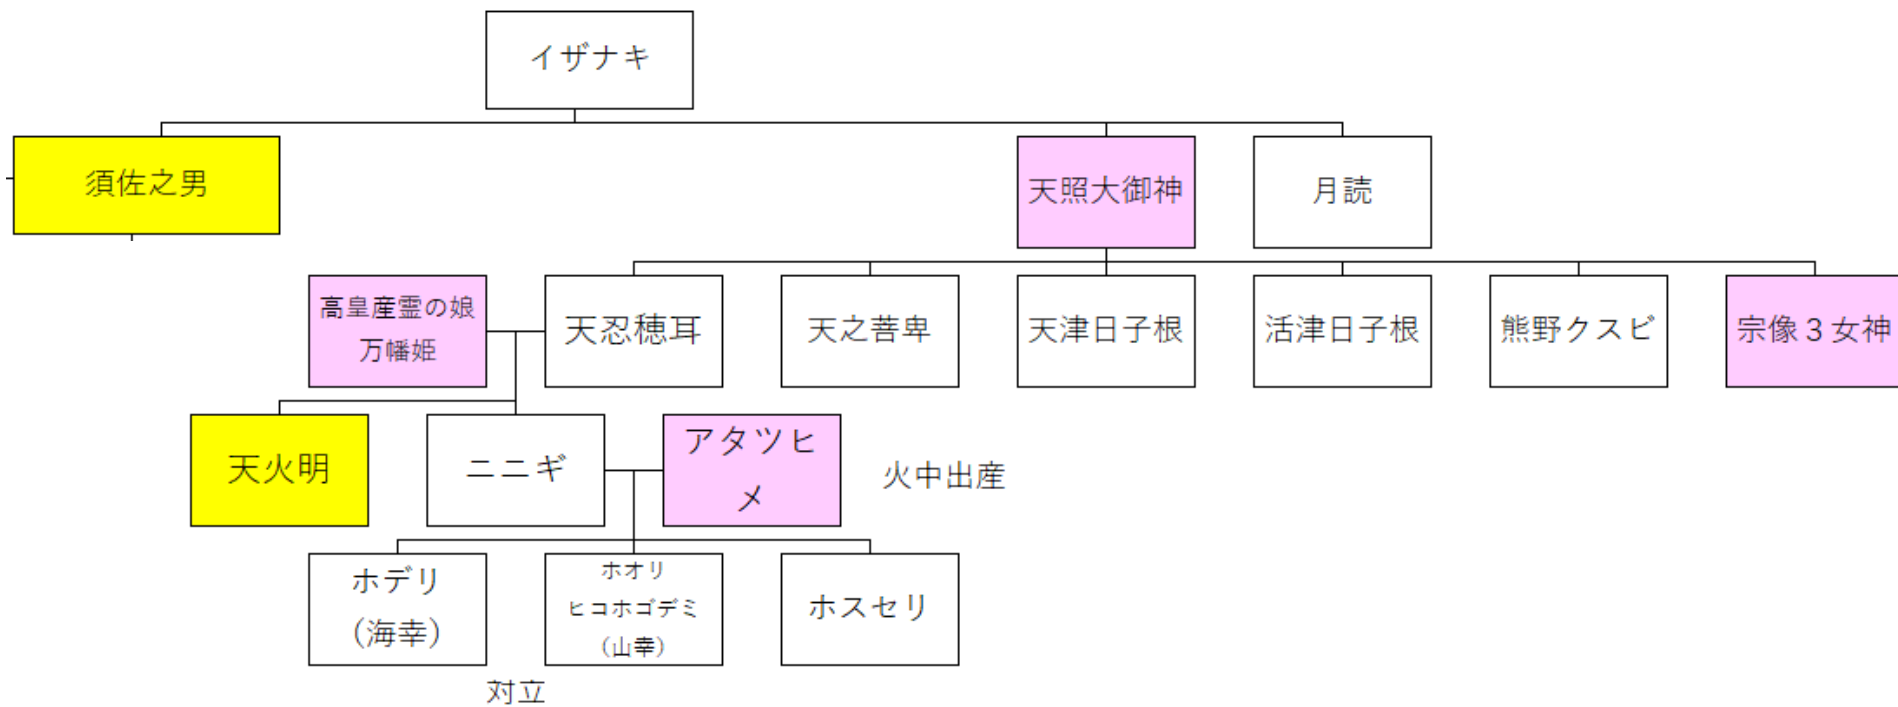 イザナキ
須佐之男
天照大御神
月読
高皇産霊の娘
万幡姫
天忍穂耳
天之菩卑
天津日子根
活津日子根
熊野クスビ
宗像３女神
天火明
ニニギ
アタツヒ
メ
火中出産
ホデリ
（海幸）
ホオリ
ヒコホゴデミ
（山幸）
ホスセリ
対立